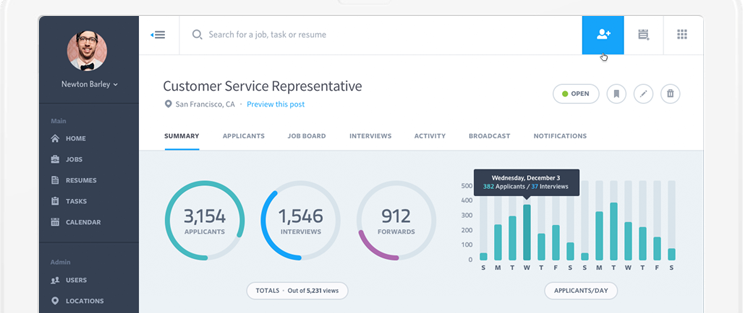 Search for a job, task or resume
Newton Barley
Main
HOME
JOBS
RESUMES
TASKS
CALENDAR
Admin
USERS
LOCATIONS
Customer Service Representative
San Francisco, CA · Preview this post
OPEN
SUMMARY APPLICANTS JOB BOARD INTERVIEWS ACTIVITY BROADCAST NOTIFICATIONS
3,154
APPLICANTS
1,546
INTERVIEWS
912
FORWARDS
TOTALS · Out of 5,231 views
Wednesday, December 3
382 Applicants / 37 Interviews
500
400
300
200
100
0
S M T W T F S S M T W T F S
APPLICANTS/DAY